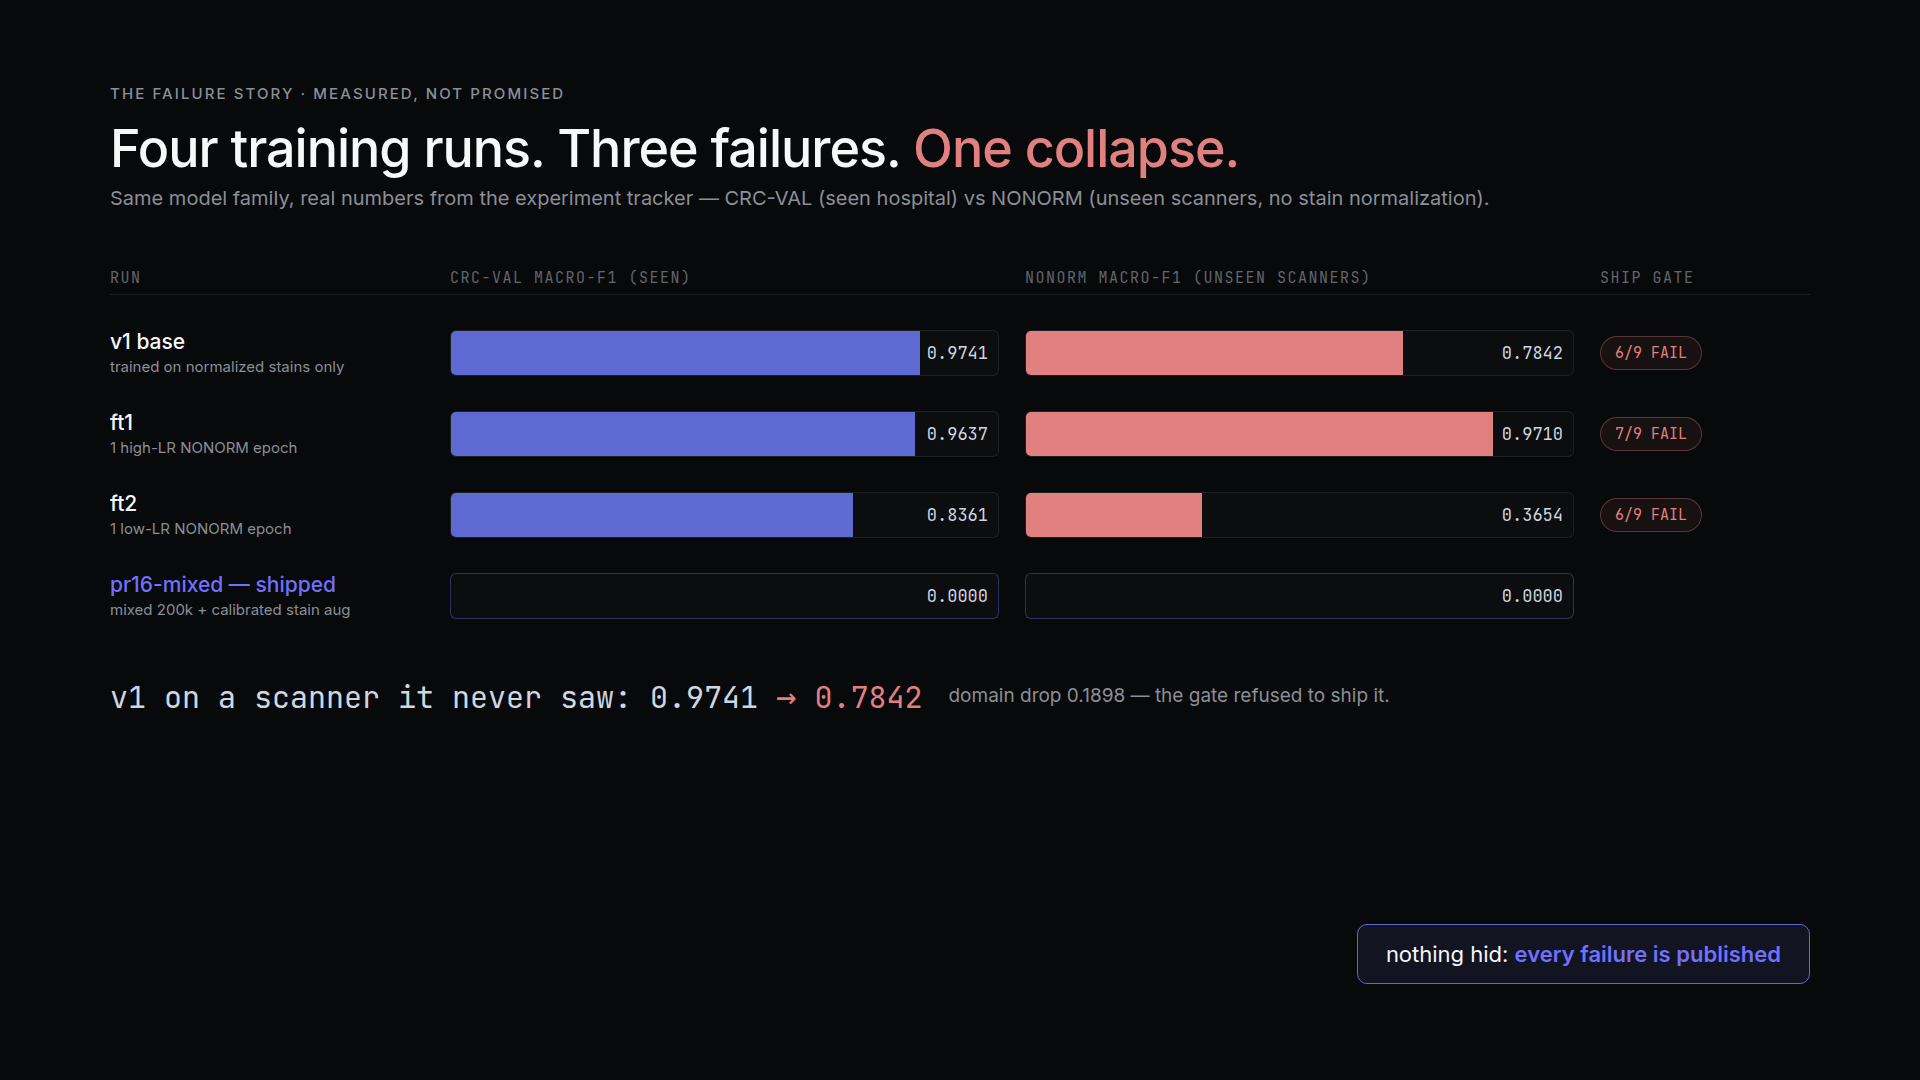 THE FAILURE STORY · MEASURED, NOT PROMISED
Four training runs. Three failures. One collapse.
Same model family, real numbers from the experiment tracker — CRC-VAL (seen hospital) vs NONORM (unseen scanners, no stain normalization).
RUN CRC-VAL MACRO-F1 (SEEN) NONORM MACRO-F1 (UNSEEN SCANNERS) SHIP GATE
v1 base
trained on normalized stains only
0.9741 0.7842 6/9 FAIL
ft1
1 high-LR NONORM epoch
0.9637 0.9710 7/9 FAIL
ft2
1 low-LR NONORM epoch
0.8361 0.3654 6/9 FAIL
pr16-mixed — shipped
mixed 200k + calibrated stain aug
0.0000 0.0000
v1 on a scanner it never saw: 0.9741 → 0.7842 domain drop 0.1898 — the gate refused to ship it.
nothing hid: every failure is published